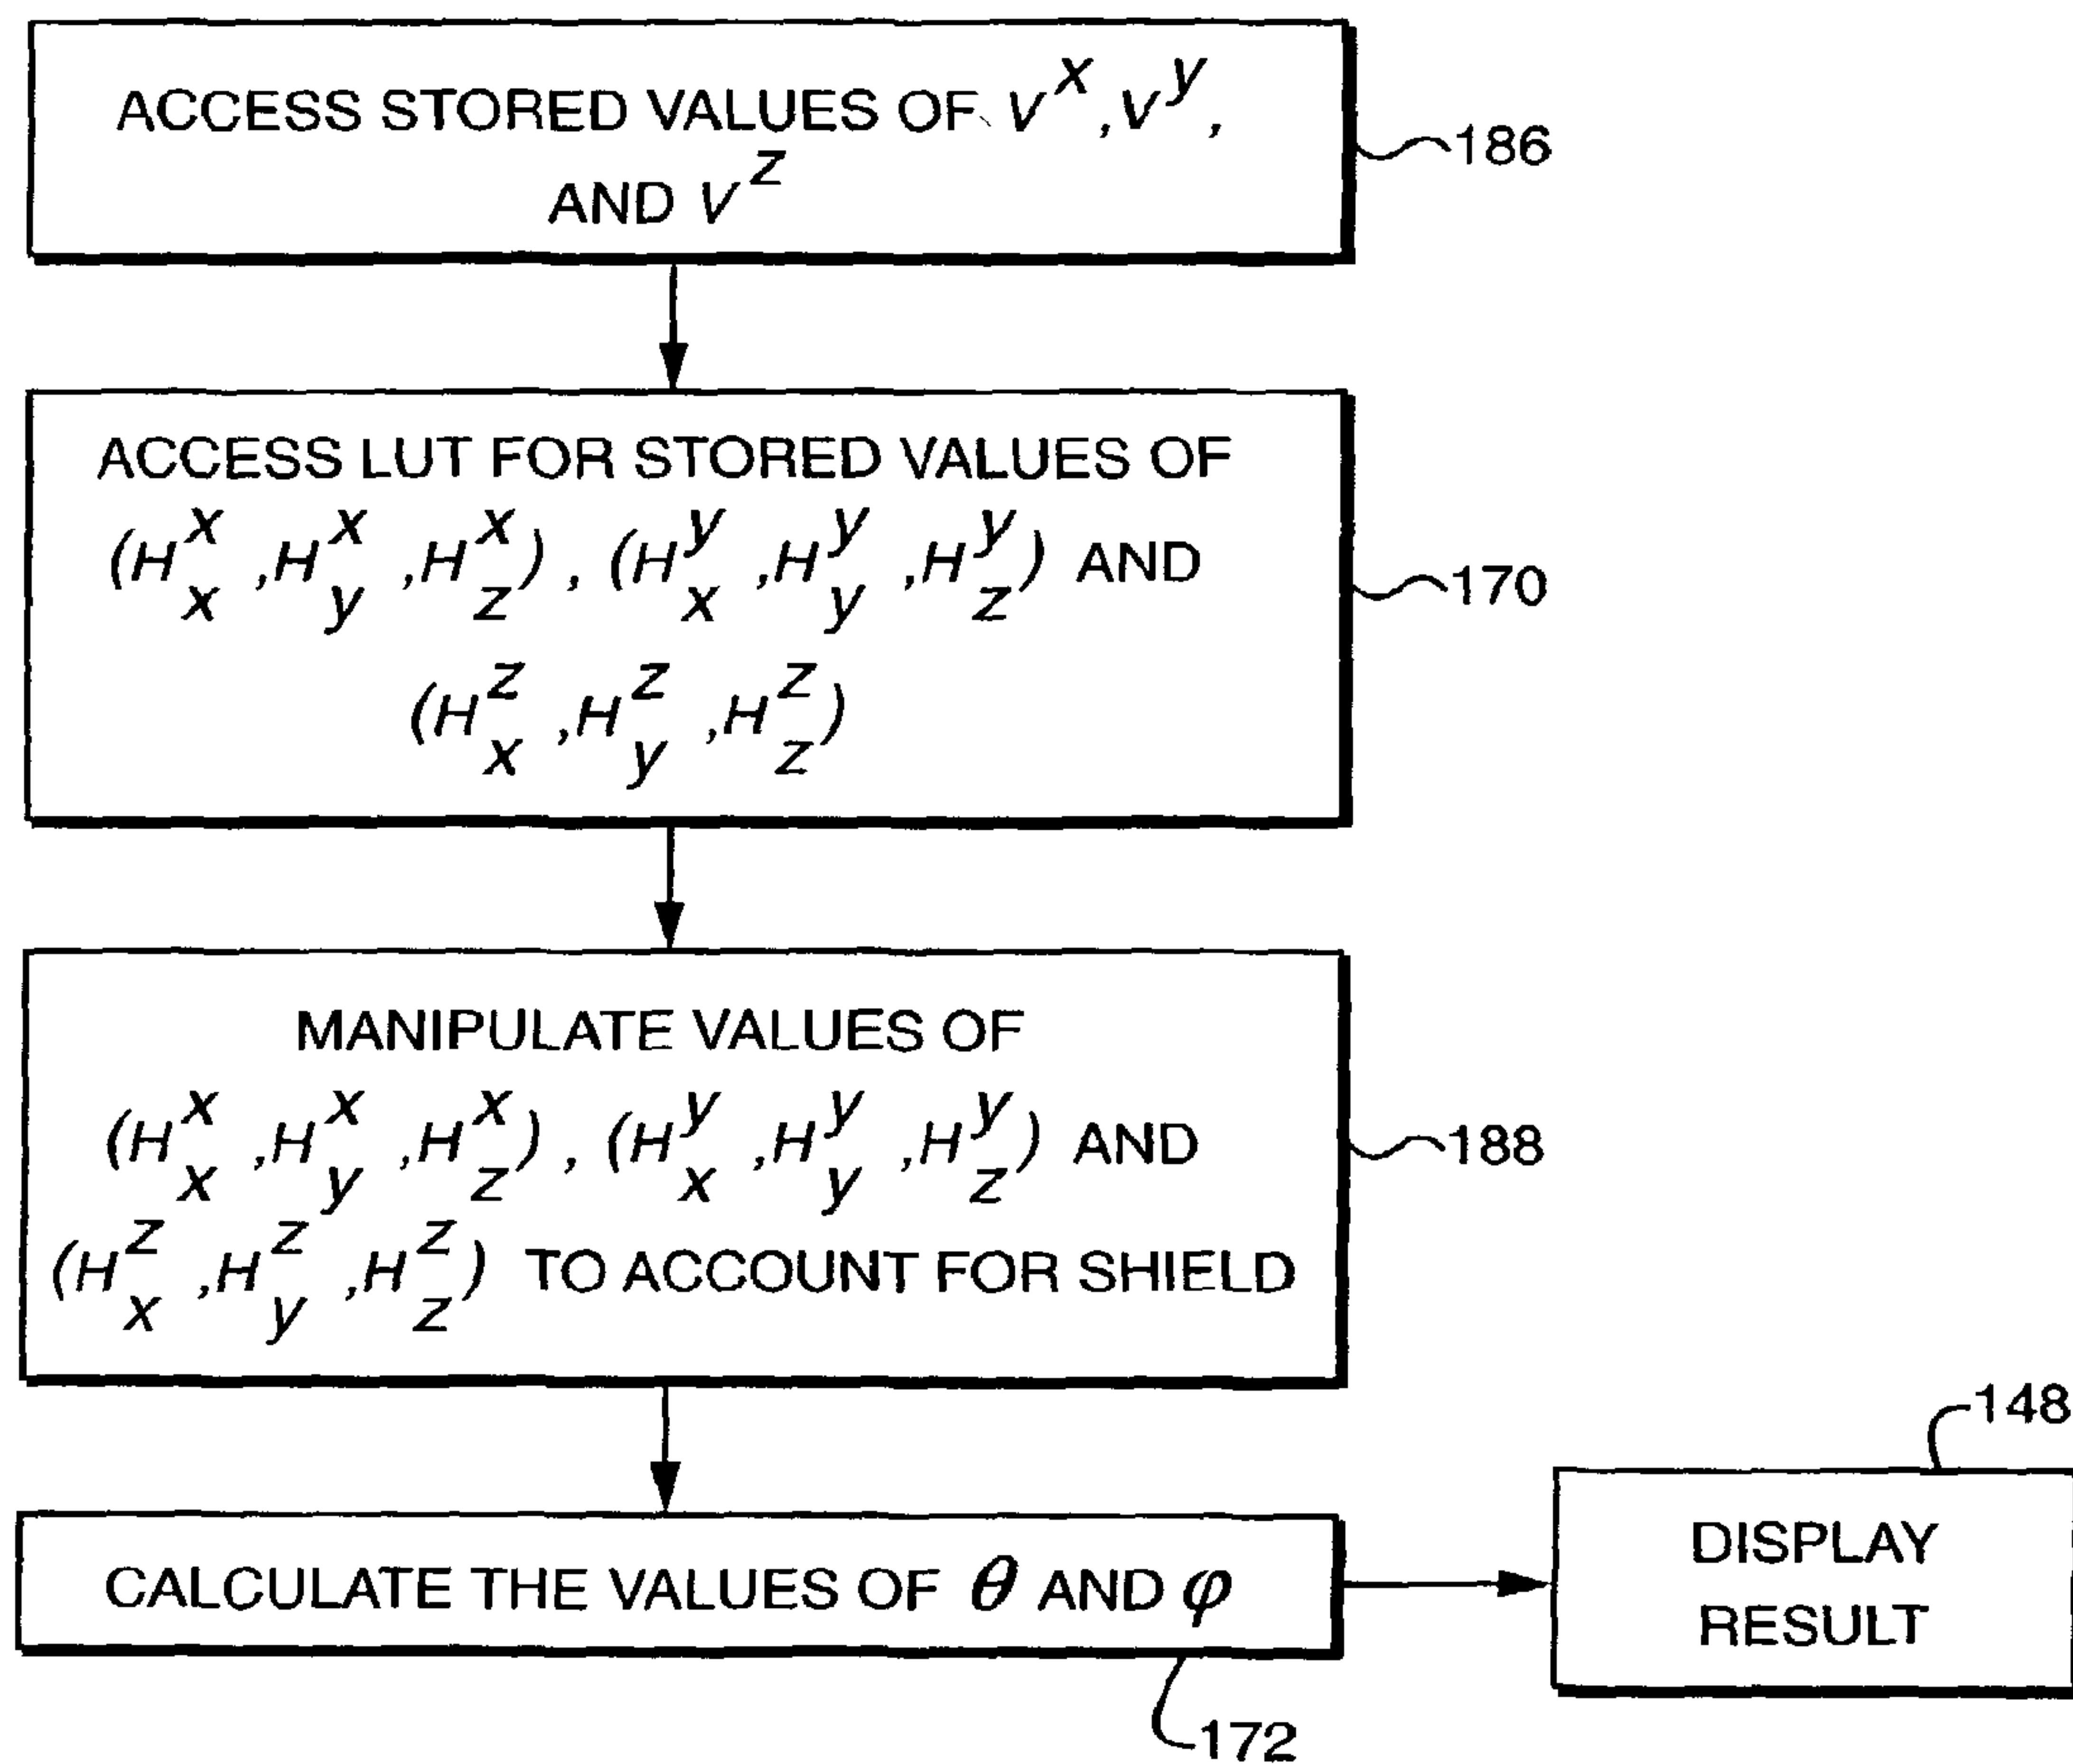 ACCESS STORED VALUES OF V^x, V^y,
AND V^z
186
ACCESS LUT FOR STORED VALUES OF
(H_x^x, H_y^x, H_z^x), (H_x^y, H_y^y, H_z^y) AND
(H_x^z, H_y^z, H_z^z)
170
MANIPULATE VALUES OF
(H_x^x, H_y^x, H_z^x), (H_x^y, H_y^y, H_z^y) AND
(H_x^z, H_y^z, H_z^z) TO ACCOUNT FOR SHIELD
188
CALCULATE THE VALUES OF θ AND φ
172
148
DISPLAY
RESULT